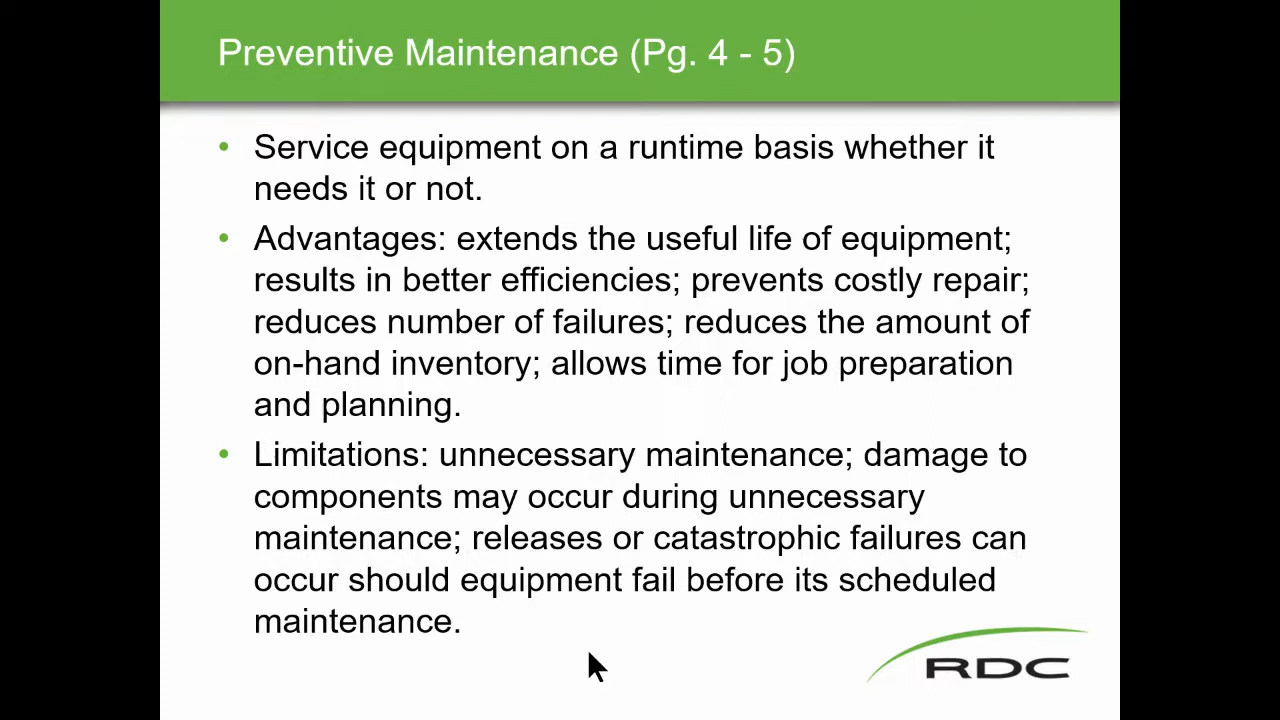 Preventive Maintenance (Pg. 4 - 5)
• Service equipment on a runtime basis whether it
needs it or not.
• Advantages: extends the useful life of equipment;
results in better efficiencies; prevents costly repair;
reduces number of failures; reduces the amount of
on-hand inventory; allows time for job preparation
and planning.
• Limitations: unnecessary maintenance; damage to
components may occur during unnecessary
maintenance; releases or catastrophic failures can
occur should equipment fail before its scheduled
maintenance.
RDC